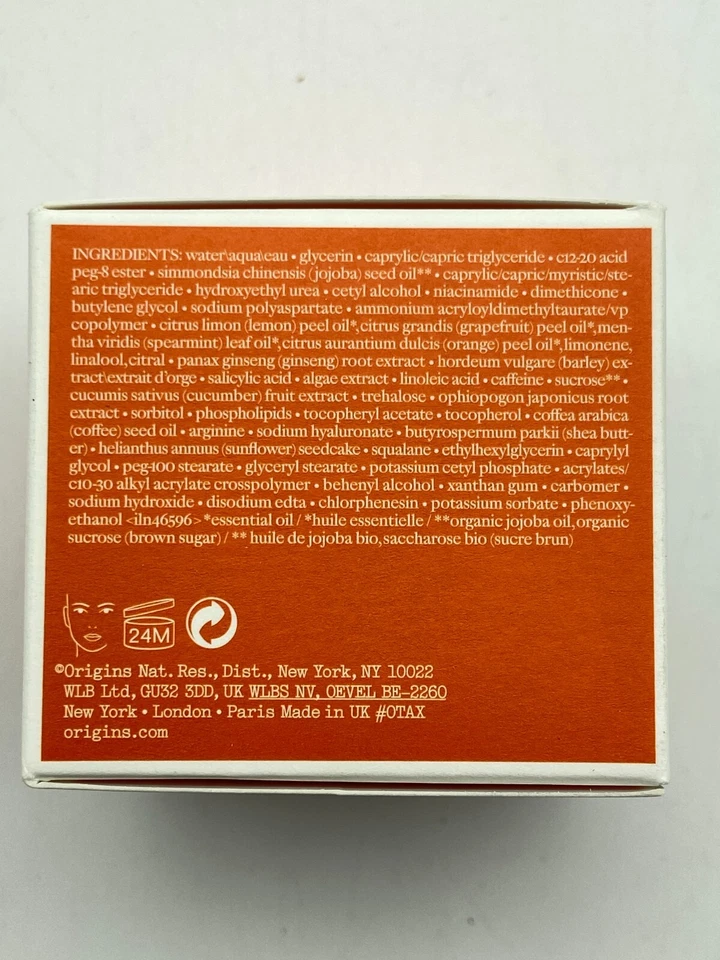 INGREDIENTS: water\aqua\eau • glycerin • caprylic/capric triglyceride • c12-20 acid
peg-8 ester • simmondsia chinensis (jojoba) seed oil** • caprylic/capric/myristic/ste-
aric triglyceride • hydroxyethyl urea • cetyl alcohol • niacinamide • dimethicone •
butylene glycol • sodium polyaspartate • ammonium acryloyldimethyltaurate/vp
copolymer • citrus limon (lemon) peel oil*,citrus grandis (grapefruit) peel oil*,men-
tha viridis (spearmint) leaf oil*,citrus aurantium dulcis (orange) peel oil*,limonene,
linalool,citral • panax ginseng (ginseng) root extract • hordeum vulgare (barley) ex-
tract\extrait d'orge • salicylic acid • algae extract • linoleic acid • caffeine • sucrose** •
cucumis sativus (cucumber) fruit extract • trehalose • ophiopogon japonicus root
extract • sorbitol • phospholipids • tocopheryl acetate • tocopherol • coffea arabica
(coffee) seed oil • arginine • sodium hyaluronate • butyrospermum parkii (shea butt-
er) • helianthus annuus (sunflower) seedcake • squalane • ethylhexylglycerin • caprylyl
glycol • peg-100 stearate • glyceryl stearate • potassium cetyl phosphate • acrylates/
c10-30 alkyl acrylate crosspolymer • behenyl alcohol • xanthan gum • carbomer •
sodium hydroxide • disodium edta • chlorphenesin • potassium sorbate • phenoxy-
ethanol <iln46596> *essential oil / *huile essentielle / **organic jojoba oil,organic
sucrose (brown sugar) / ** huile de jojoba bio,saccharose bio (sucre brun)
24M
©Origins Nat. Res., Dist., New York, NY 10022
WLB Ltd, GU32 3DD, UK WLBS NV, OEVEL BE-2260
New York • London • Paris Made in UK #0TAX
origins.com